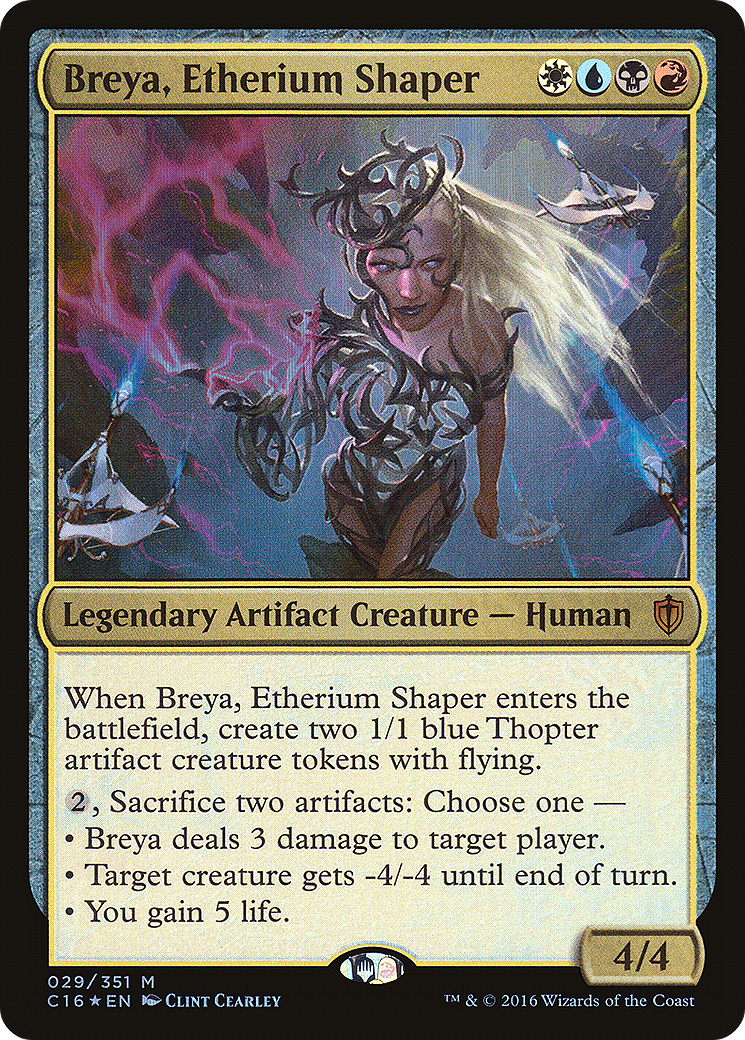 Breya, Etherium Shaper
Legendary Artifact Creature — Human
When Breya, Etherium Shaper enters the
battlefield, create two 1/1 blue Thopter
artifact creature tokens with flying.
2, Sacrifice two artifacts: Choose one —
• Breya deals 3 damage to target player.
• Target creature gets -4/-4 until end of turn.
• You gain 5 life.
4/4
029/351 M
C16★EN Clint Cearley
™ & © 2016 Wizards of the Coast